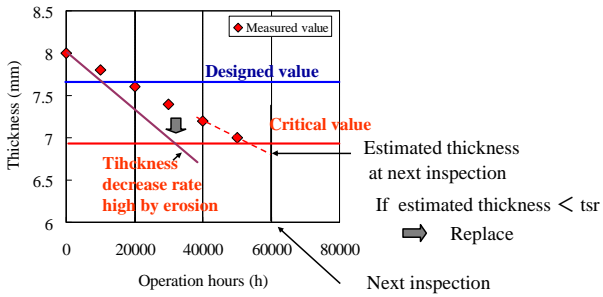 8.5
8
7.5
7
6.5
6
Thickness (mm)
Measured value
Designed value
Critical value
Tihckness
decrease rate
high by erosion
Estimated thickness
at next inspection
If estimated thickness < tsr
Replace
0 20000 40000 60000 80000
Operation hours (h)
Next inspection